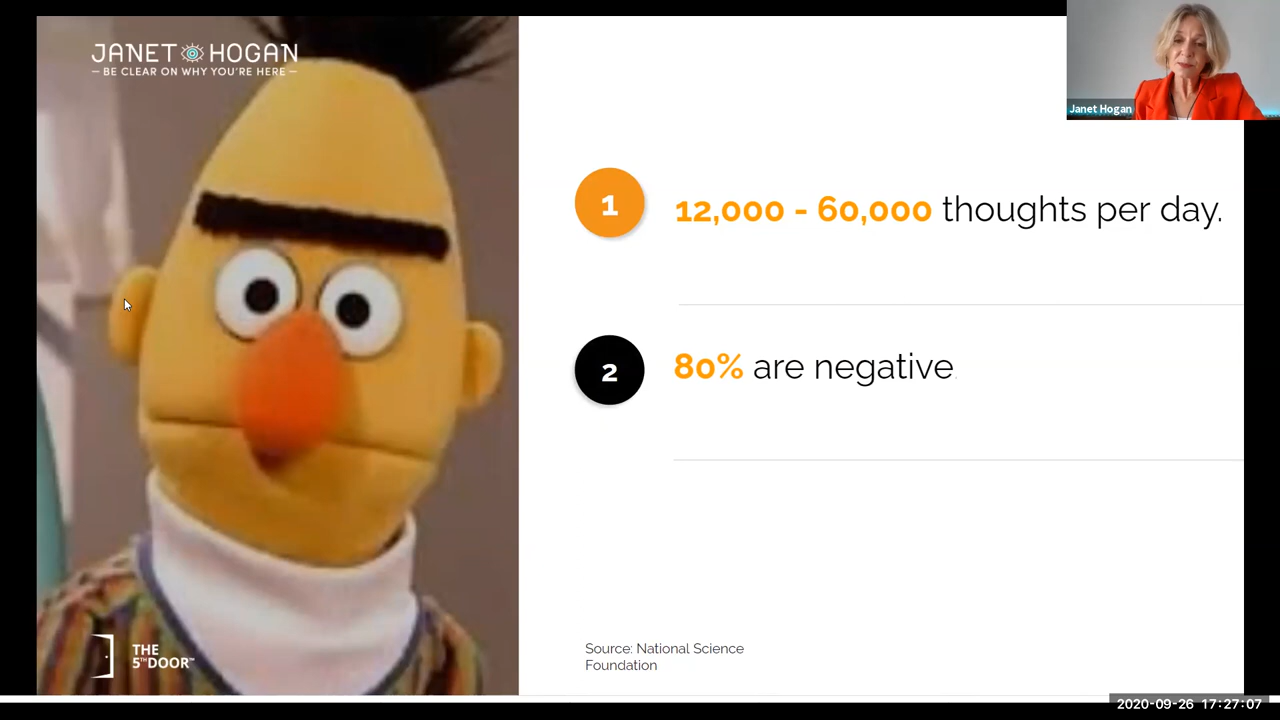 JANET HOGAN
— BE CLEAR ON WHY YOU'RE HERE —
Janet Hogan
1
12,000 - 60,000 thoughts per day.
2
80% are negative.
Source: National Science
Foundation
THE
5TH DOOR™
2020-09-26 17:27:07